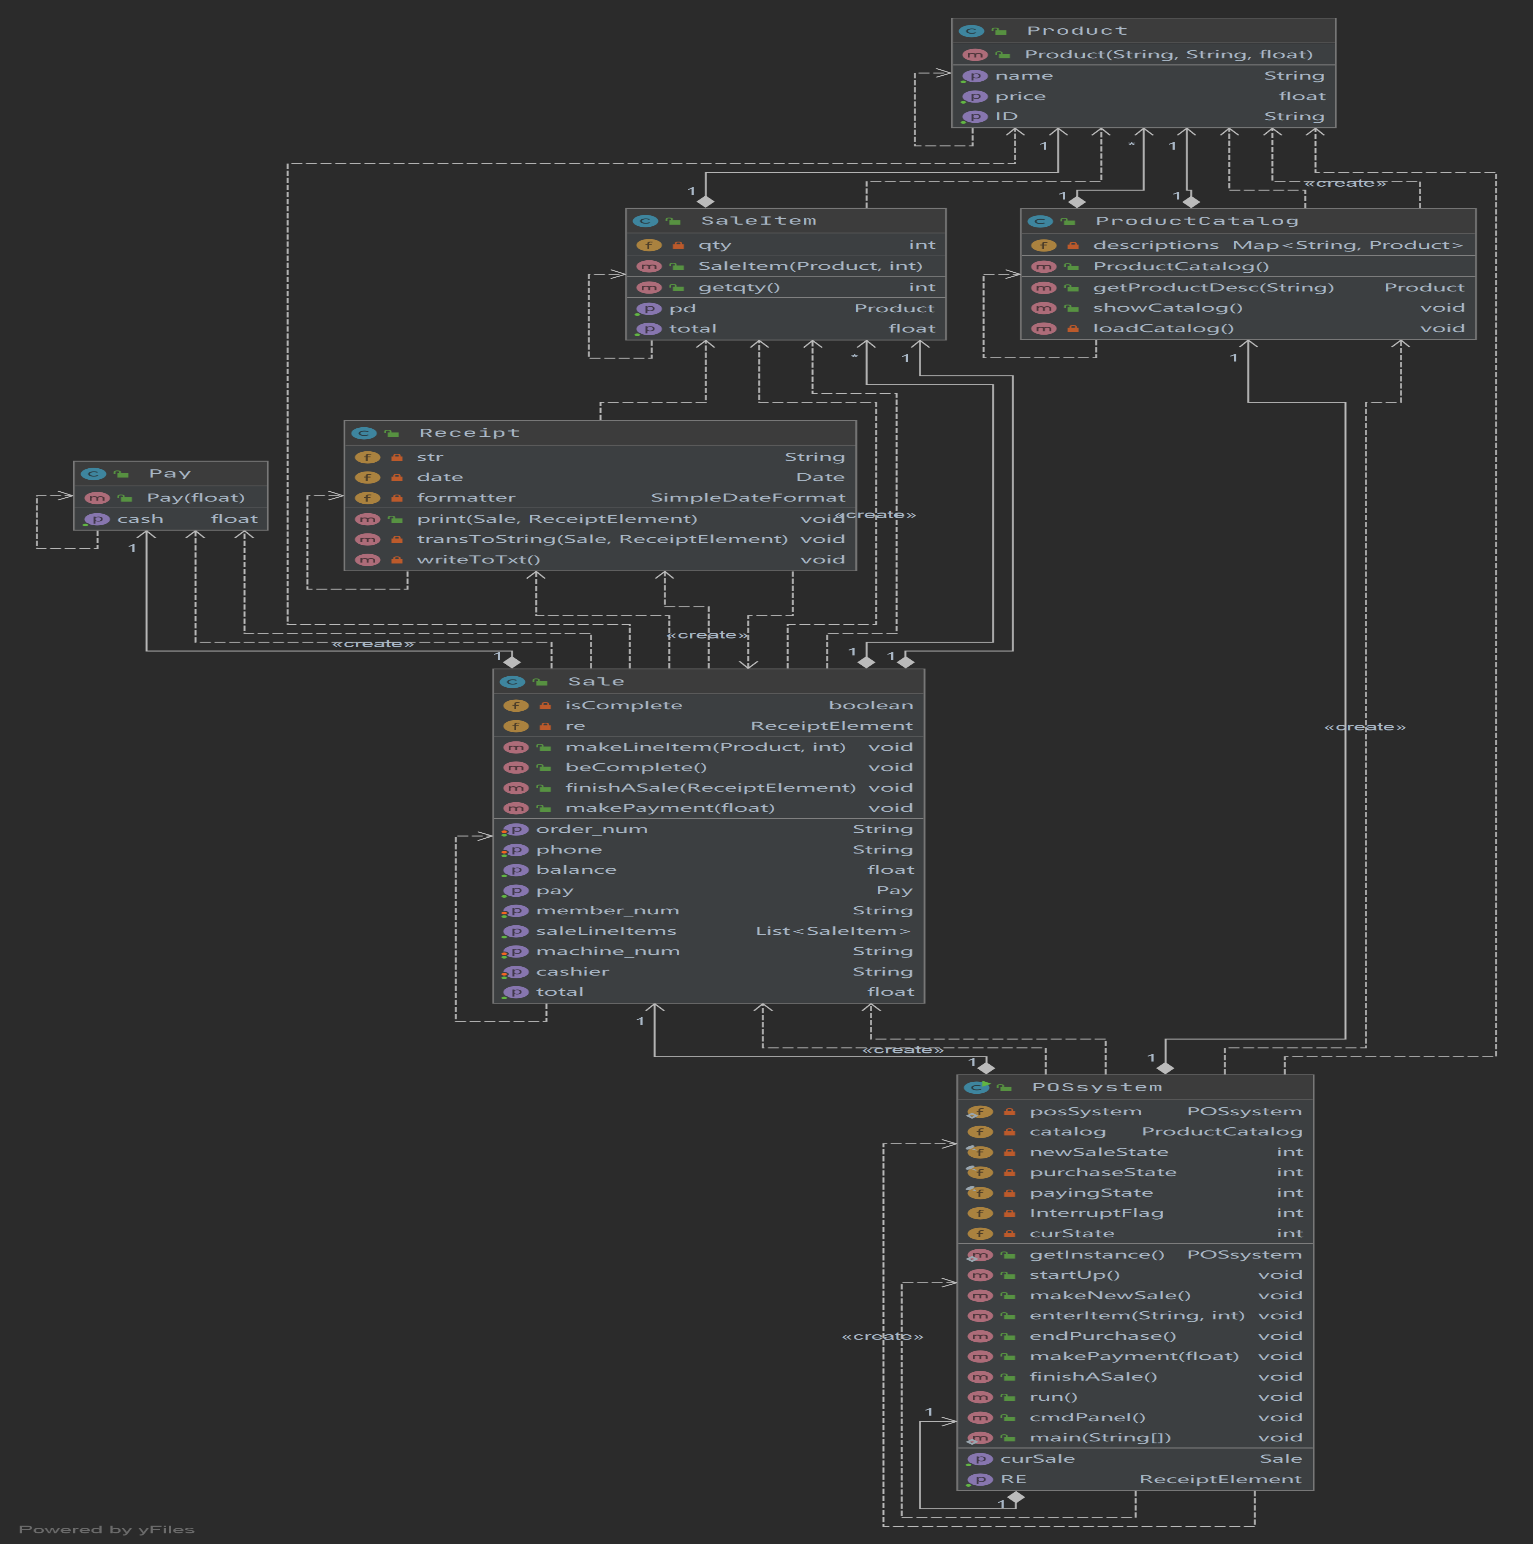 Product
Product(String, String, float)
name String
price float
ID String
1
1
*
1
1
1
1
«create»
SaleItem
qty int
SaleItem(Product, int)
getqty() int
pd Product
total float
ProductCatalog
descriptions Map<String, Product>
ProductCatalog()
getProductDesc(String) Product
showCatalog() void
loadCatalog() void
*
1
1
Receipt
str String
date Date
formatter SimpleDateFormat
print(Sale, ReceiptElement) void
transToString(Sale, ReceiptElement) void
writeToTxt() void
«create»
Pay
Pay(float)
cash float
1
«create»
«create»
1
1
1
Sale
isComplete boolean
re ReceiptElement
makeLineItem(Product, int) void
beComplete() void
finishASale(ReceiptElement) void
makePayment(float) void
order_num String
phone String
balance float
pay Pay
member_num String
saleLineItems List<SaleItem>
machine_num String
cashier String
total float
«create»
1
«create»
1
1
POSsystem
posSystem POSsystem
catalog ProductCatalog
newSaleState int
purchaseState int
payingState int
InterruptFlag int
curState int
getInstance() POSsystem
startUp() void
makeNewSale() void
enterItem(String, int) void
endPurchase() void
makePayment(float) void
finishASale() void
run() void
cmdPanel() void
main(String[]) void
curSale Sale
RE ReceiptElement
«create»
1
1
Powered by yFiles